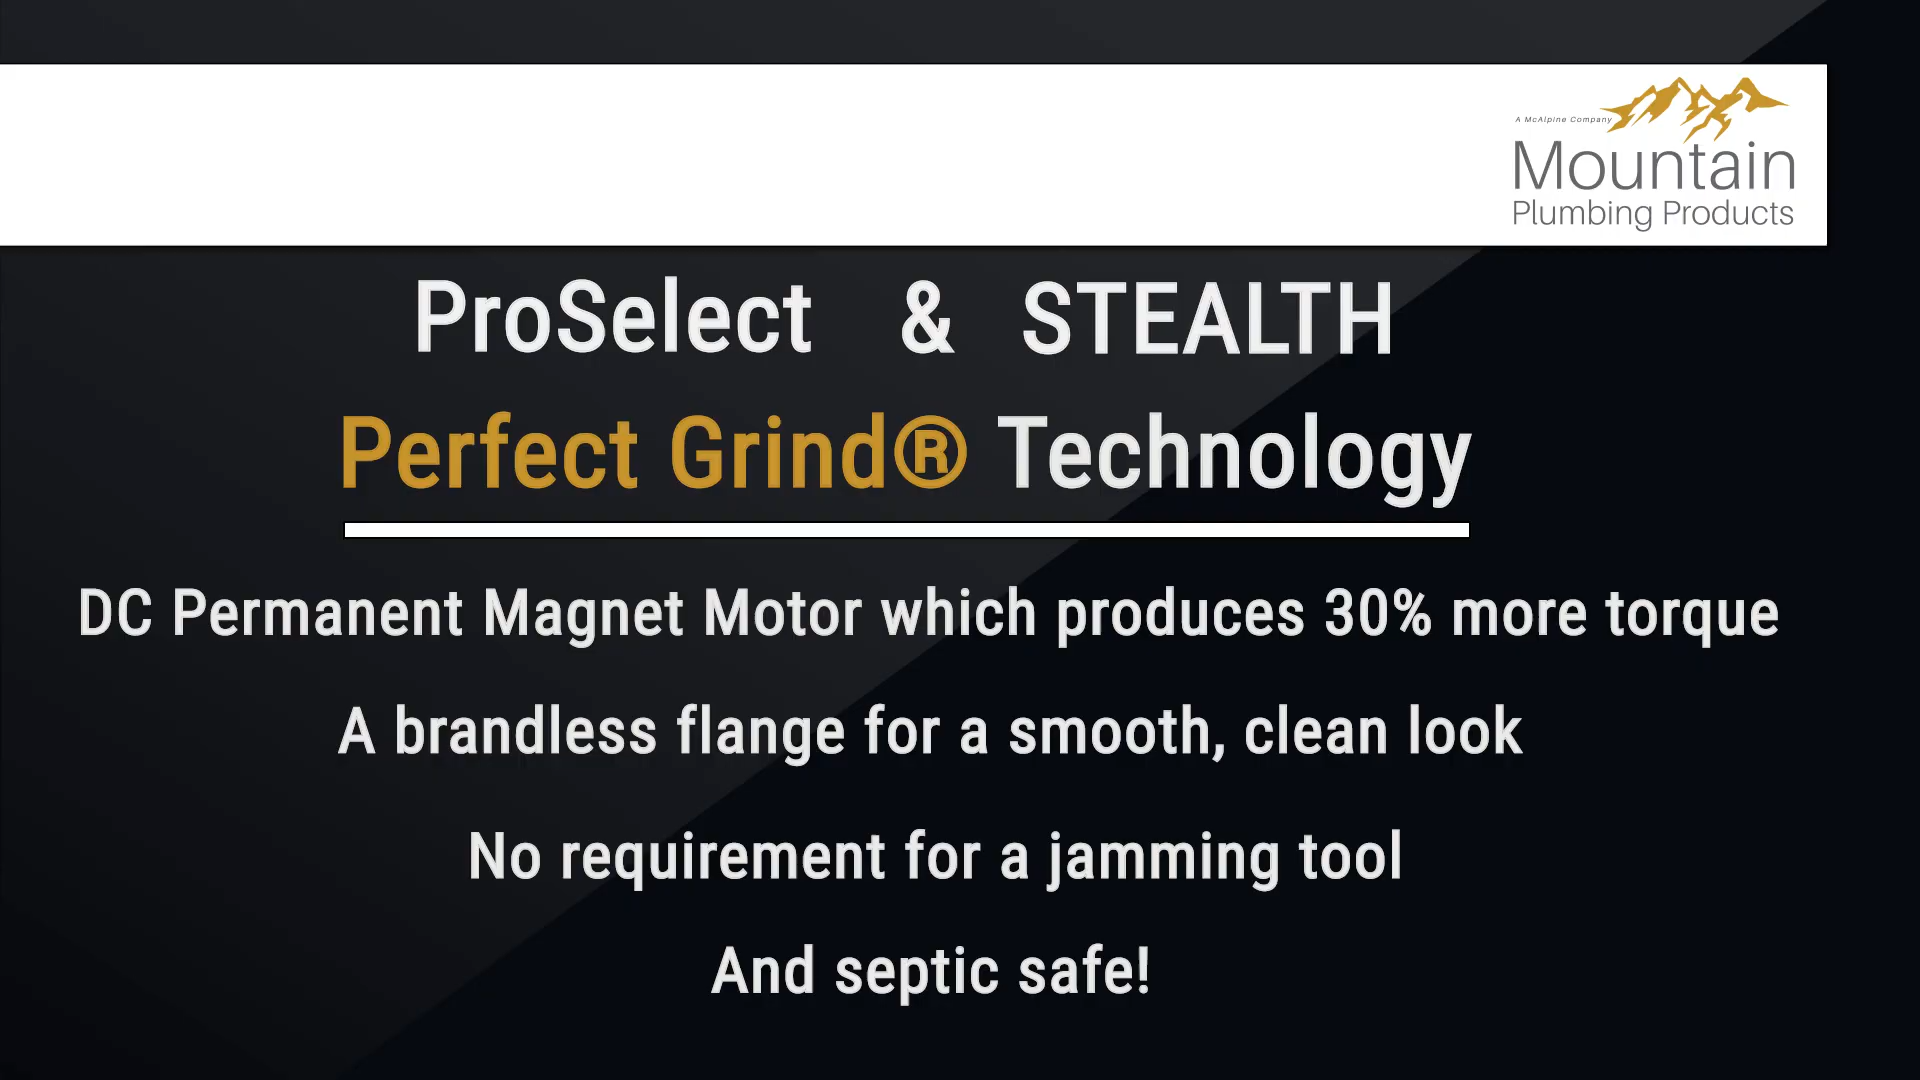 A McAlpine Company
Mountain
Plumbing Products
ProSelect & STEALTH
Perfect Grind® Technology
DC Permanent Magnet Motor which produces 30% more torque
A brandless flange for a smooth, clean look
No requirement for a jamming tool
And septic safe!